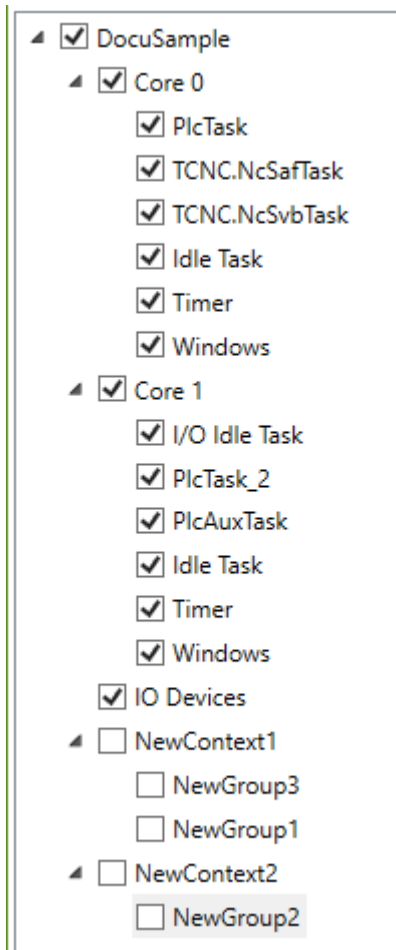 DocuSample
Core 0
PlcTask
TCNC.NcSafTask
TCNC.NcSvbTask
Idle Task
Timer
Windows
Core 1
I/O Idle Task
PlcTask_2
PlcAuxTask
Idle Task
Timer
Windows
IO Devices
NewContext1
NewGroup3
NewGroup1
NewContext2
NewGroup2